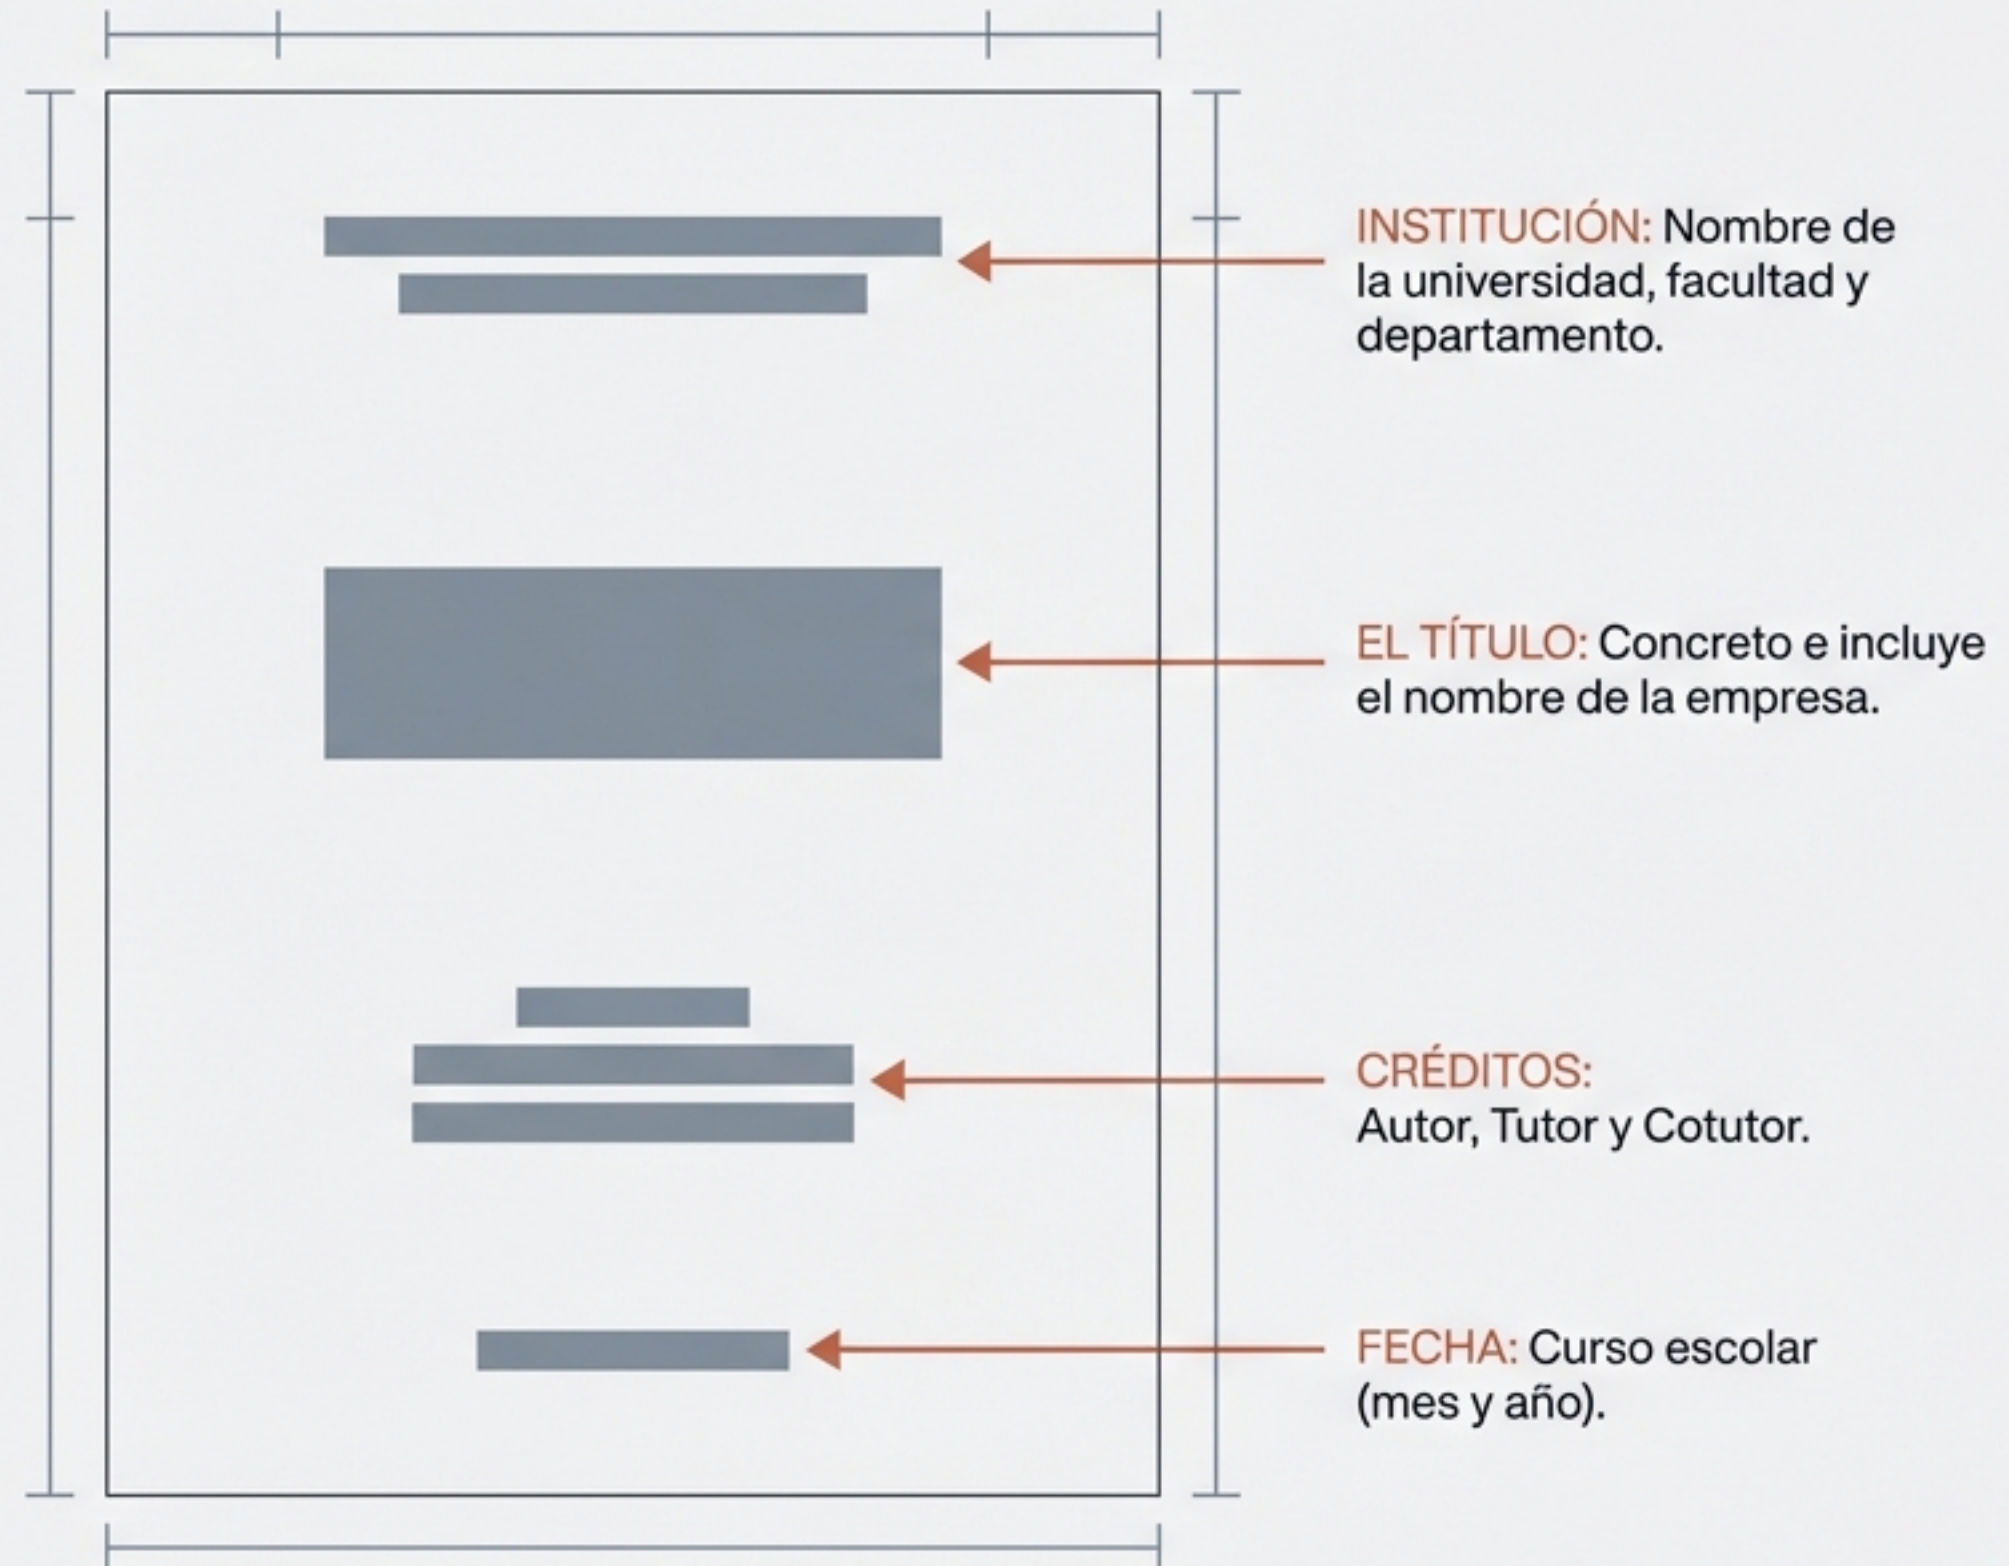 INSTITUCIÓN: Nombre de
la universidad, facultad y
departamento.
EL TÍTULO: Concreto e incluye
el nombre de la empresa.
CRÉDITOS:
Autor, Tutor y Cotutor.
FECHA: Curso escolar
(mes y año).